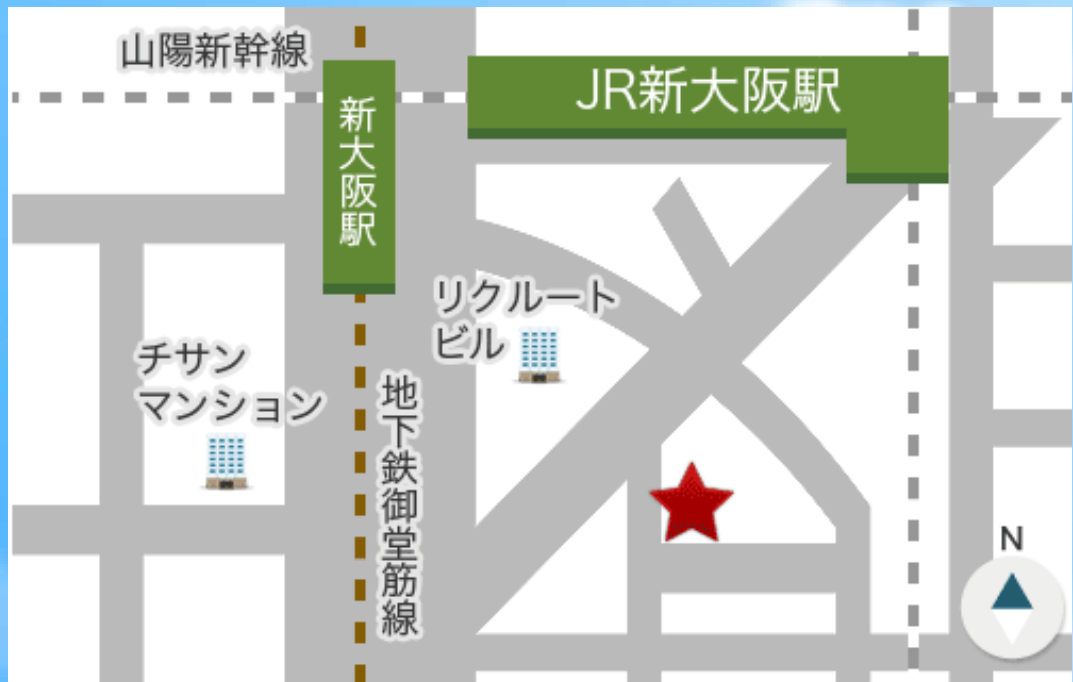 山陽新幹線
JR新大阪駅
新大阪駅
リクルート
ビル
チサン
マンション
地下鉄御堂筋線
N